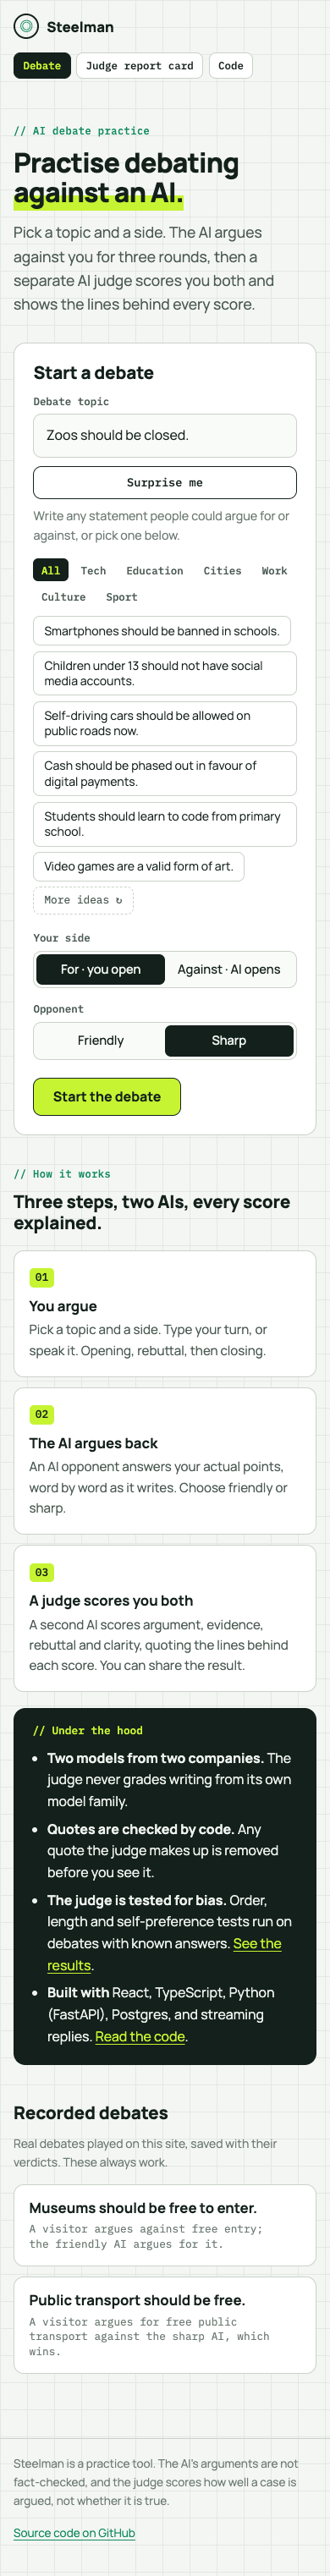 Steelman
Debate
Judge report card
Code
// AI debate practice
Practise debating
against an AI.
Pick a topic and a side. The AI argues
against you for three rounds, then a
separate AI judge scores you both and
shows the lines behind every score.
Start a debate
Debate topic
Zoos should be closed.
Surprise me
Write any statement people could argue for or
against, or pick one below.
All Tech Education Cities Work
Culture Sport
Smartphones should be banned in schools.
Children under 13 should not have social
media accounts.
Self-driving cars should be allowed on
public roads now.
Cash should be phased out in favour of
digital payments.
Students should learn to code from primary
school.
Video games are a valid form of art.
More ideas ↻
Your side
For · you open
Against · AI opens
Opponent
Friendly
Sharp
Start the debate
// How it works
Three steps, two AIs, every score
explained.
01
You argue
Pick a topic and a side. Type your turn, or
speak it. Opening, rebuttal, then closing.
02
The AI argues back
An AI opponent answers your actual points,
word by word as it writes. Choose friendly or
sharp.
03
A judge scores you both
A second AI scores argument, evidence,
rebuttal and clarity, quoting the lines behind
each score. You can share the result.
// Under the hood
• Two models from two companies. The
judge never grades writing from its own
model family.
• Quotes are checked by code. Any
quote the judge makes up is removed
before you see it.
• The judge is tested for bias. Order,
length and self-preference tests run on
debates with known answers. See the
results.
• Built with React, TypeScript, Python
(FastAPI), Postgres, and streaming
replies. Read the code.
Recorded debates
Real debates played on this site, saved with their
verdicts. These always work.
Museums should be free to enter.
A visitor argues against free entry;
the friendly AI argues for it.
Public transport should be free.
A visitor argues for free public
transport against the sharp AI, which
wins.
Steelman is a practice tool. The AI's arguments are not
fact-checked, and the judge scores how well a case is
argued, not whether it is true.
Source code on GitHub